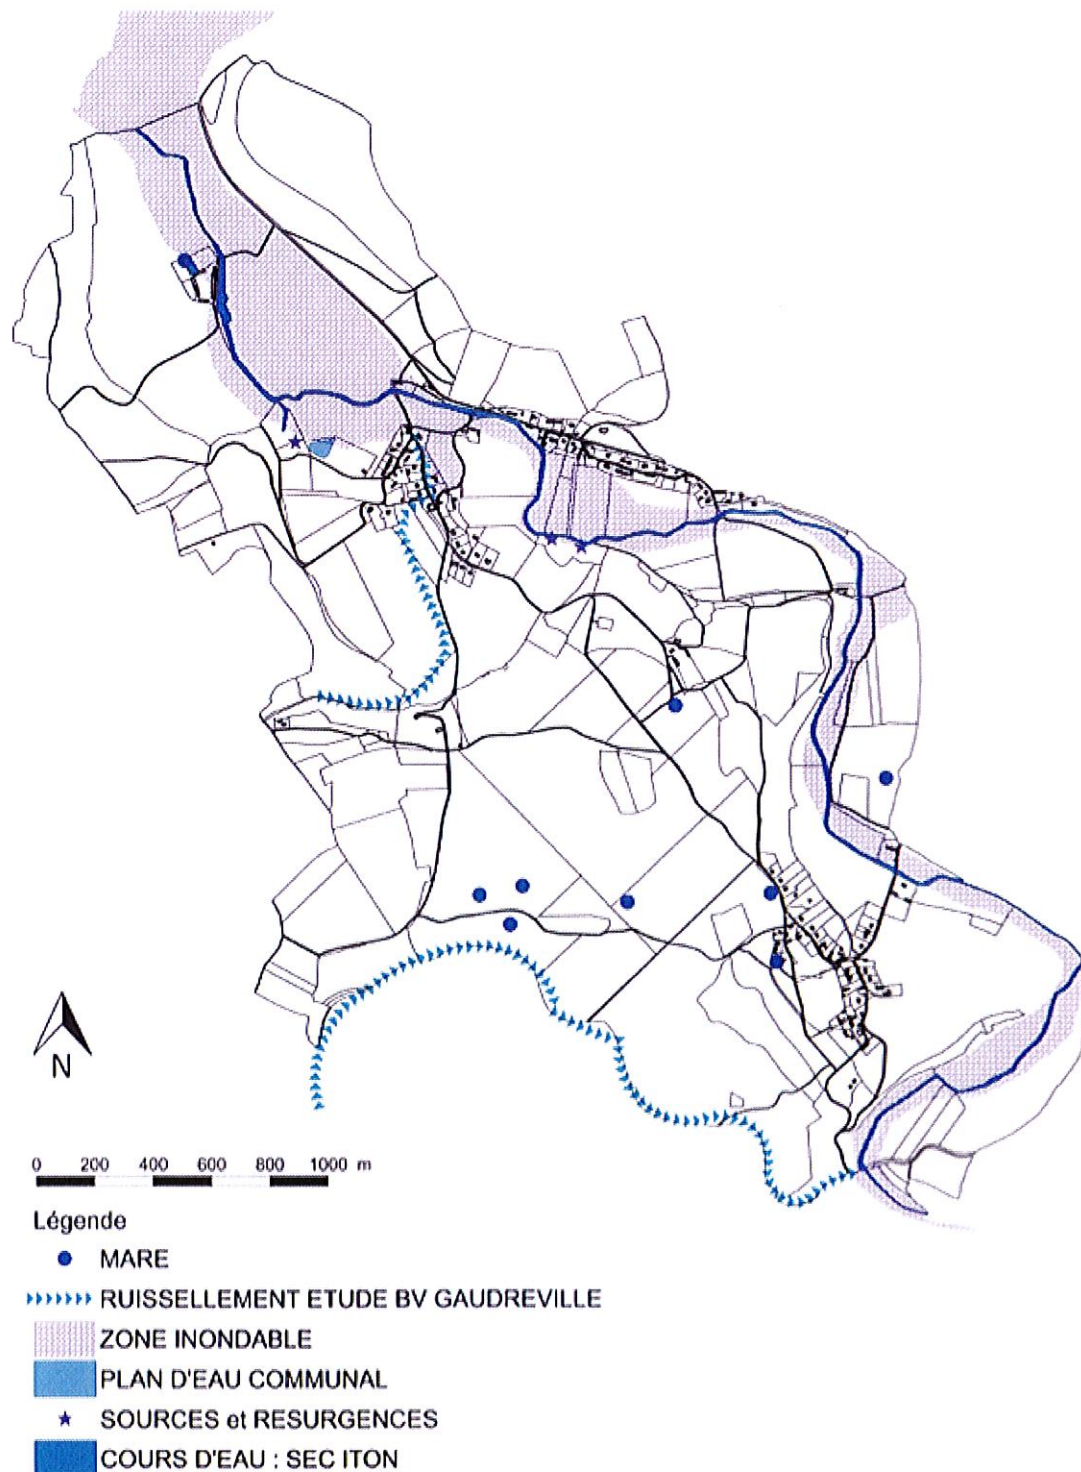 N
0 200 400 600 800 1000 m
Légende
MARE
RUISSELLEMENT ETUDE BV GAUDREVILLE
ZONE INONDABLE
PLAN D'EAU COMMUNAL
SOURCES et RESURGENCES
COURS D'EAU : SEC ITON